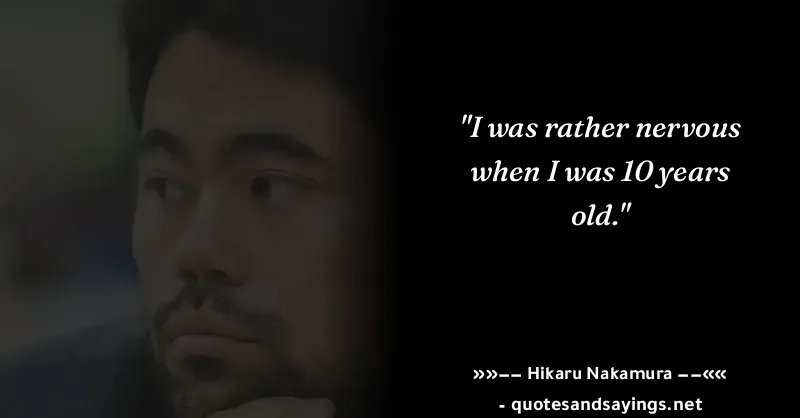 "I was rather nervous
when I was 10 years
old."
»»−− Hikaru Nakamura −−««
- quotesandsayings.net